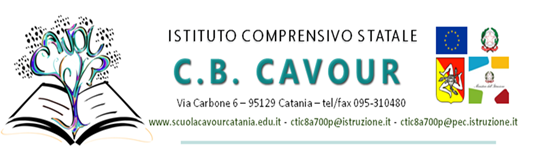 ISTITUTO COMPRENSIVO STATALE
C.B. CAVOUR
Via Carbone 6 – 95129 Catania – tel/fax 095-310480
www.scuolacavourcatania.edu.it - ctic8a700p@istruzione.it - ctic8a700p@pec.istruzione.it